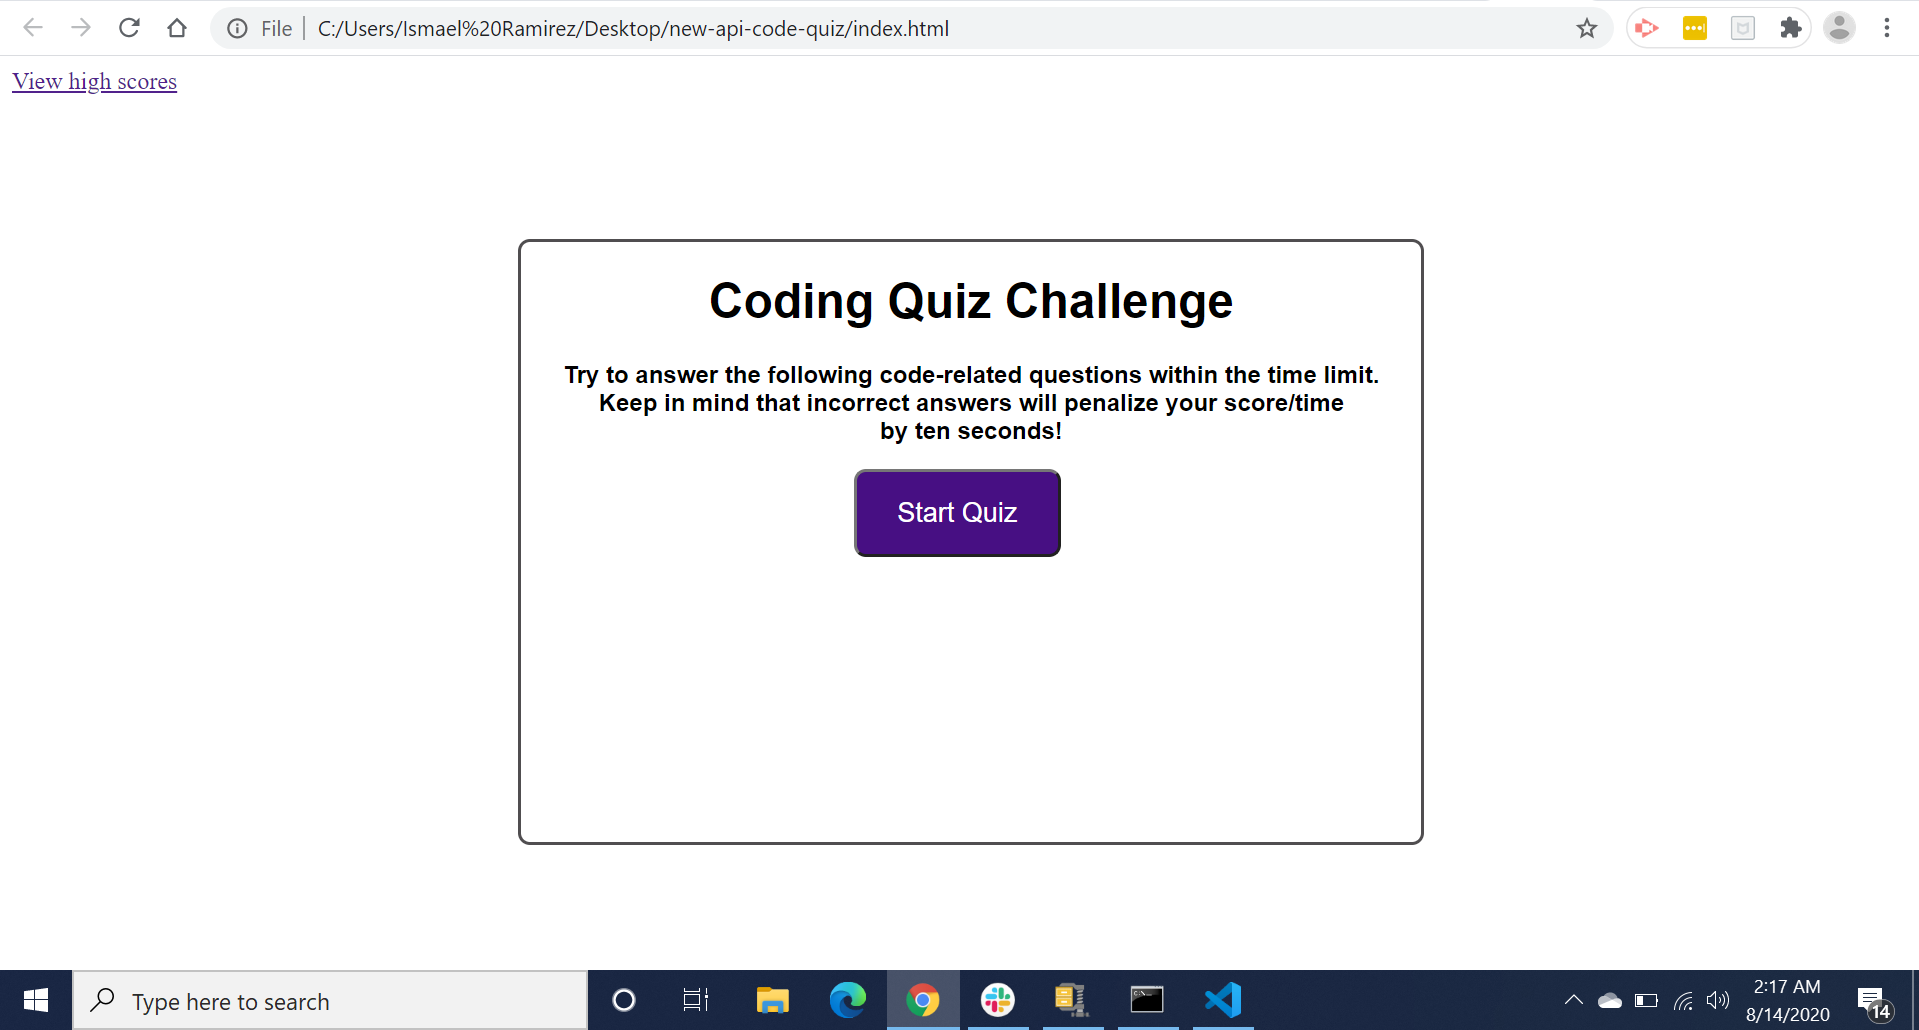 File
C:/Users/Ismael%20Ramirez/Desktop/new-api-code-quiz/index.html
View high scores
Coding Quiz Challenge
Try to answer the following code-related questions within the time limit.
Keep in mind that incorrect answers will penalize your score/time
by ten seconds!
Start Quiz
Type here to search
2:17 AM
8/14/2020
14